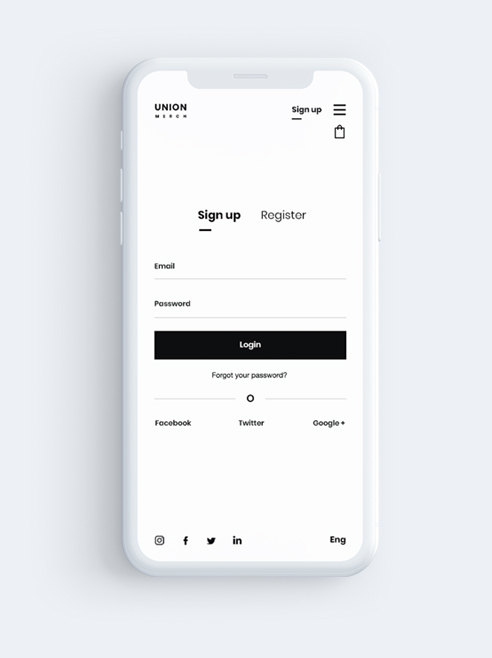 UNION
MERCH
Sign up
Sign up Register
Email
Password
Login
Forgot your password?
O
Facebook Twitter Google +
Eng